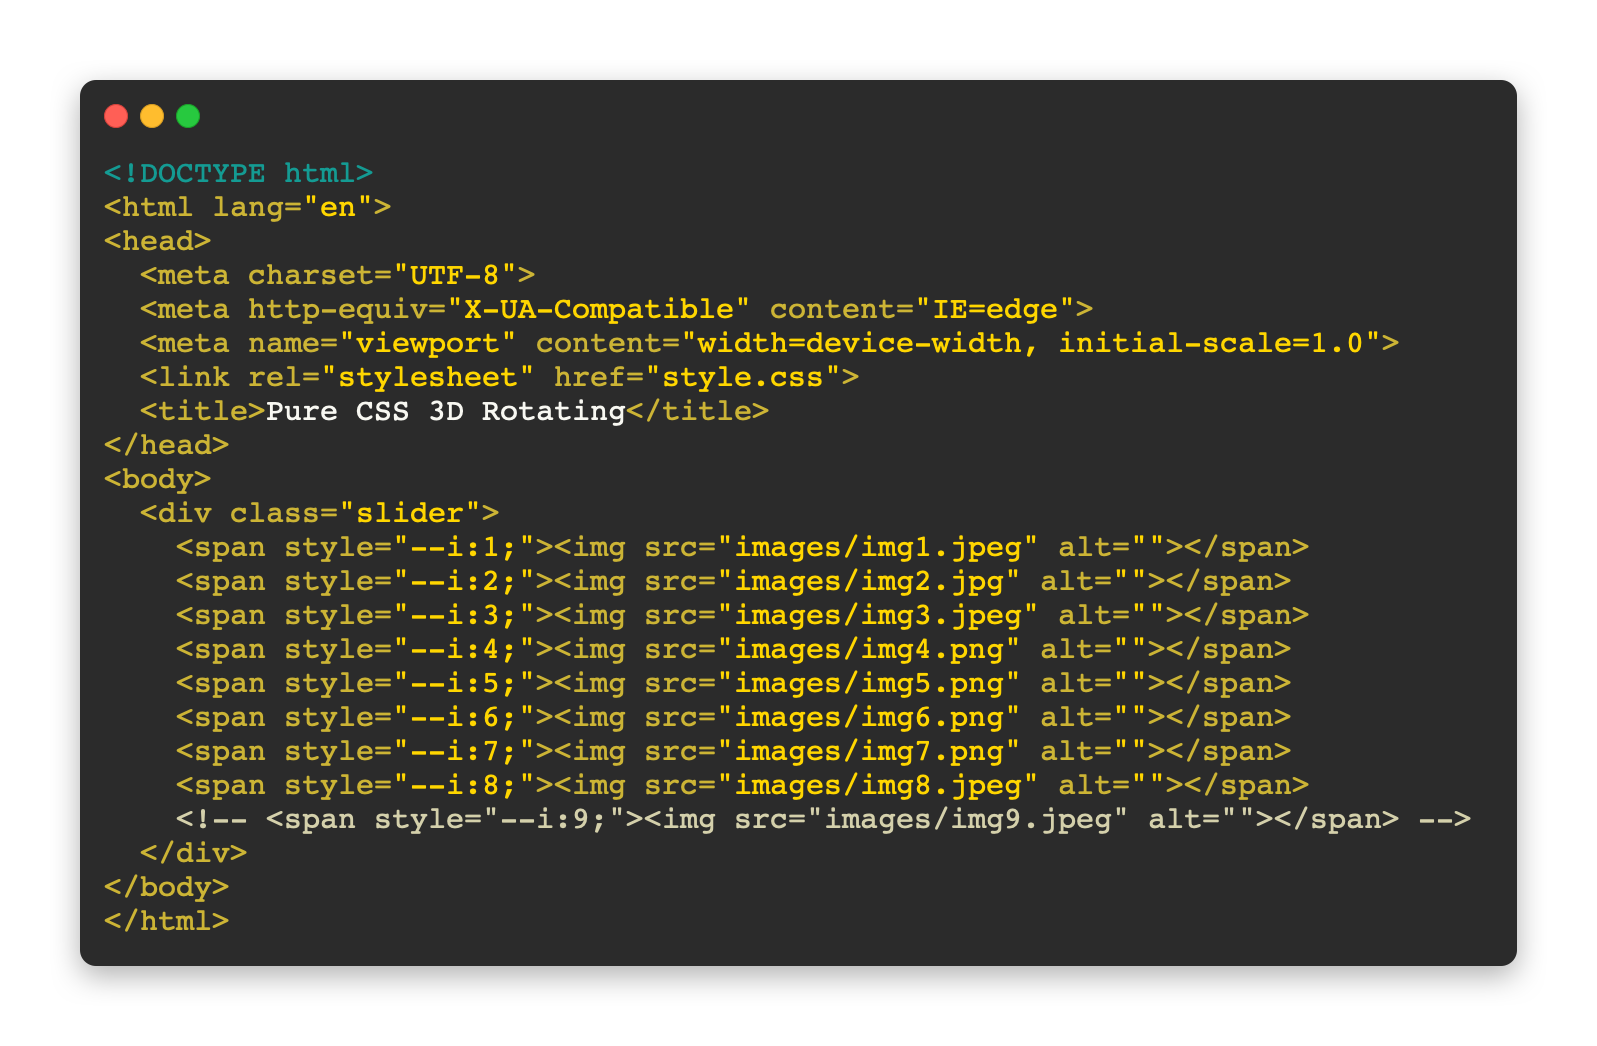 <!DOCTYPE html>
<html lang="en">
<head>
  <meta charset="UTF-8">
  <meta http-equiv="X-UA-Compatible" content="IE=edge">
  <meta name="viewport" content="width=device-width, initial-scale=1.0">
  <link rel="stylesheet" href="style.css">
  <title>Pure CSS 3D Rotating</title>
</head>
<body>
  <div class="slider">
    <span style="--i:1;"><img src="images/img1.jpeg" alt=""></span>
    <span style="--i:2;"><img src="images/img2.jpg" alt=""></span>
    <span style="--i:3;"><img src="images/img3.jpeg" alt=""></span>
    <span style="--i:4;"><img src="images/img4.png" alt=""></span>
    <span style="--i:5;"><img src="images/img5.png" alt=""></span>
    <span style="--i:6;"><img src="images/img6.png" alt=""></span>
    <span style="--i:7;"><img src="images/img7.png" alt=""></span>
    <span style="--i:8;"><img src="images/img8.jpeg" alt=""></span>
    <!-- <span style="--i:9;"><img src="images/img9.jpeg" alt=""></span> -->
  </div>
</body>
</html>